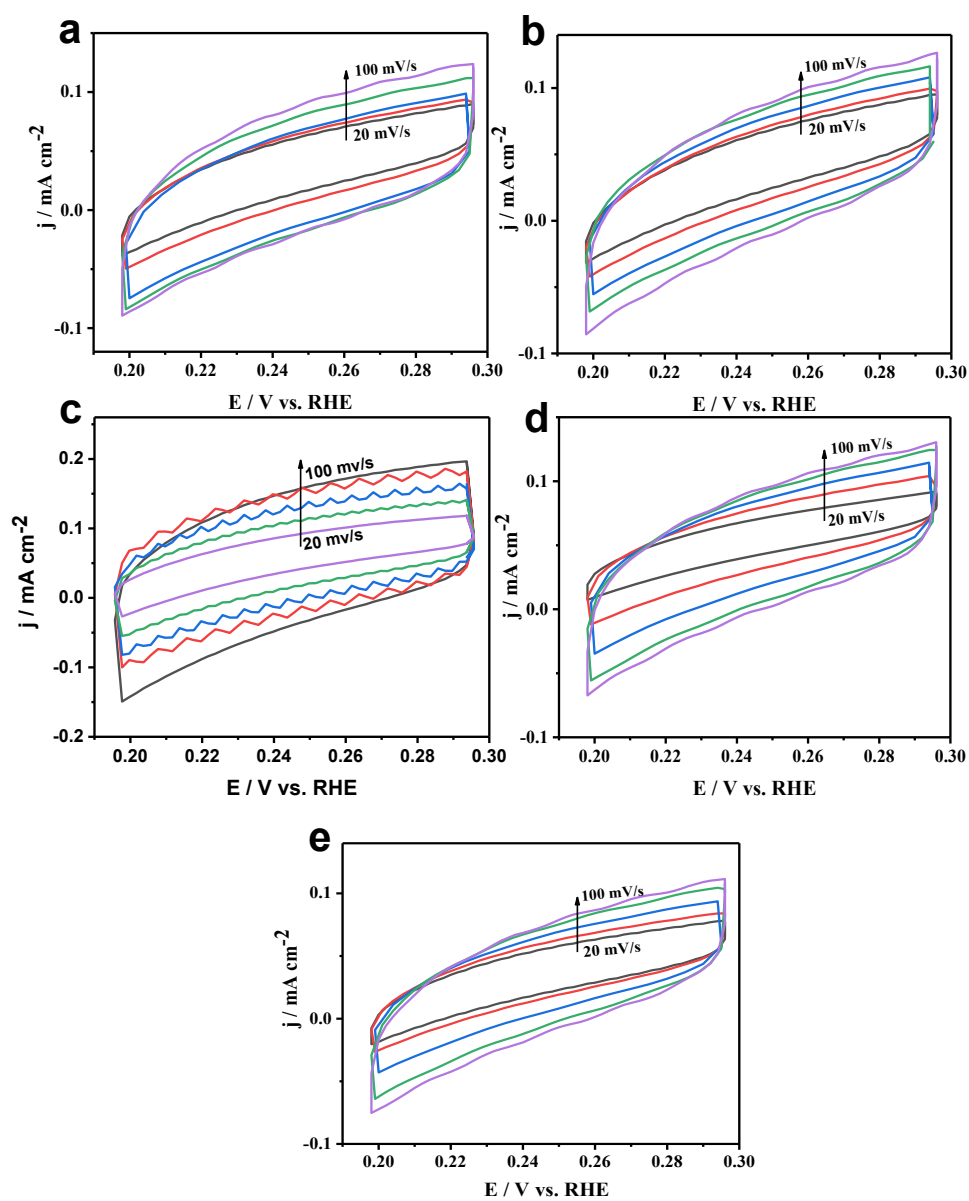 a
0.1
0.0
-0.1
j / mA cm⁻²
100 mV/s
20 mV/s
0.20 0.22 0.24 0.26 0.28 0.30
E / V vs. RHE
b
0.1
0.0
-0.1
j / mA cm⁻²
100 mV/s
20 mV/s
0.20 0.22 0.24 0.26 0.28 0.30
E / V vs. RHE
c
0.2
0.1
0.0
-0.1
-0.2
j / mA cm⁻²
100 mv/s
20 mv/s
0.20 0.22 0.24 0.26 0.28 0.30
E / V vs. RHE
d
0.1
0.0
-0.1
j / mA cm⁻²
100 mV/s
20 mV/s
0.20 0.22 0.24 0.26 0.28 0.30
E / V vs. RHE
e
0.1
0.0
-0.1
j / mA cm⁻²
100 mV/s
20 mV/s
0.20 0.22 0.24 0.26 0.28 0.30
E / V vs. RHE